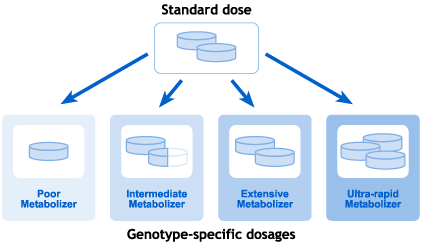 Standard dose
Poor
Metabolizer
Intermediate
Metabolizer
Extensive
Metabolizer
Ultra-rapid
Metabolizer
Genotype-specific dosages